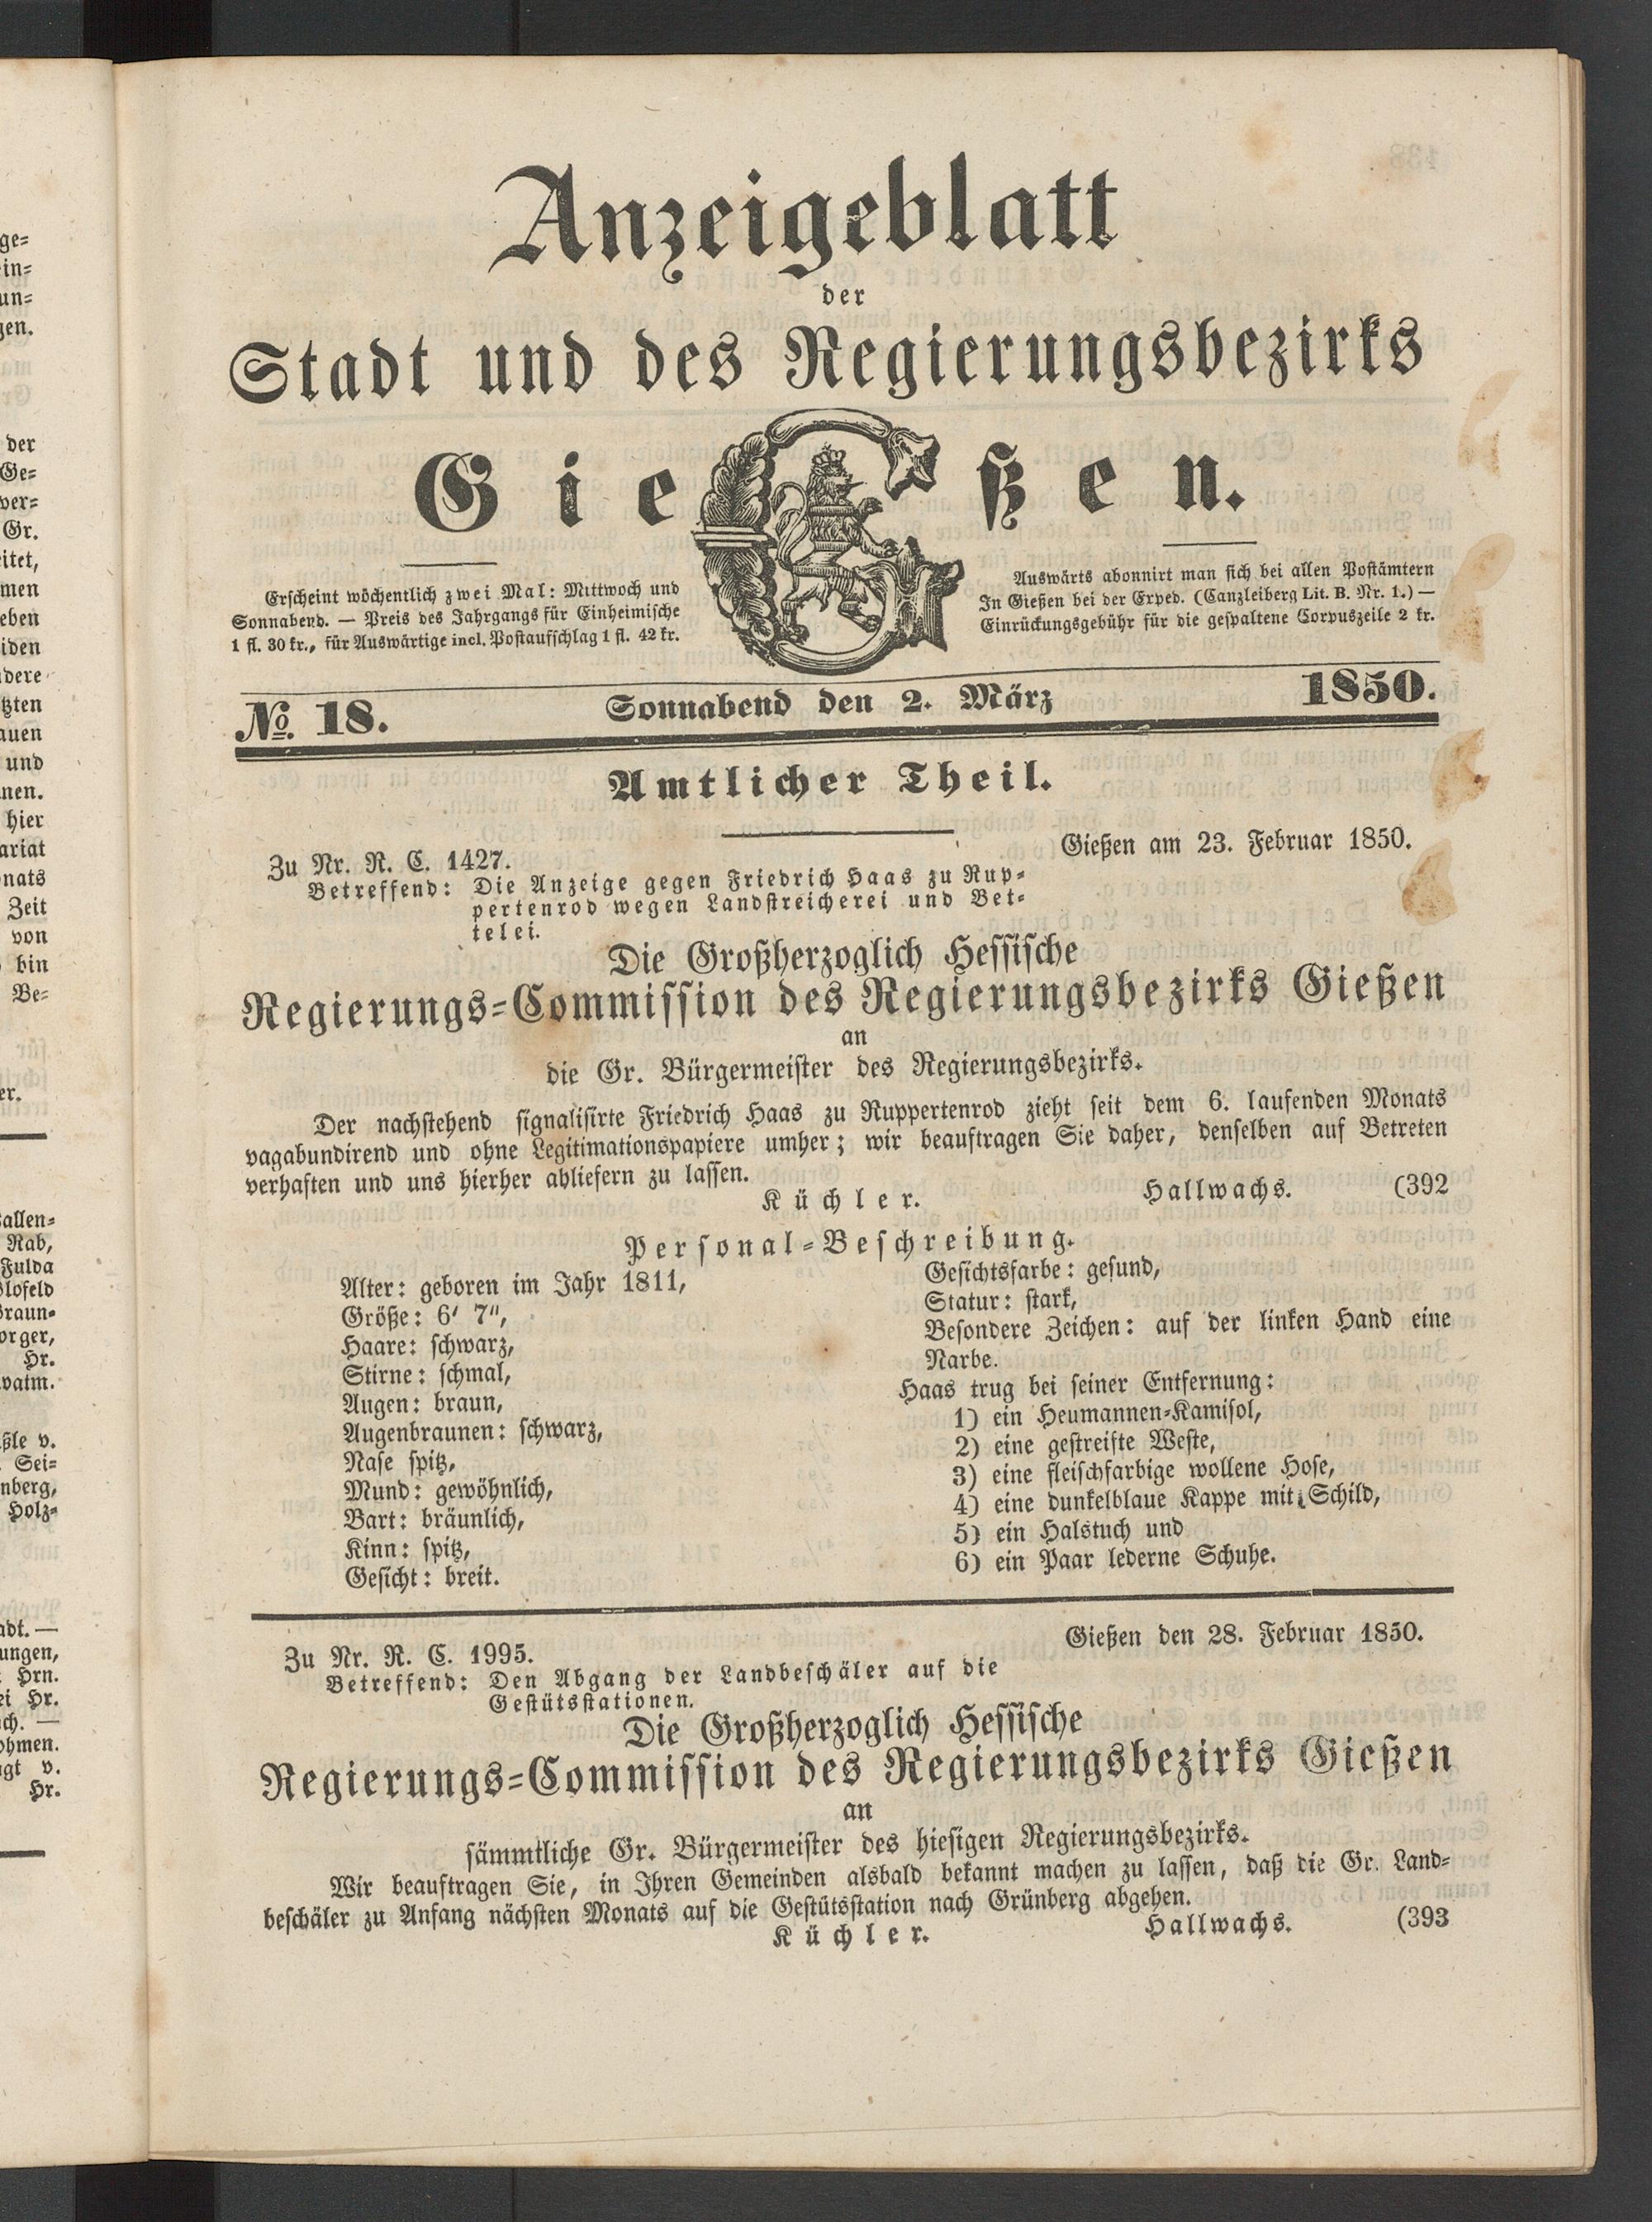 Anzeigeblatt
der
Stadt und des Regierungsbezirks
Gießen.
Erscheint wöchentlich zwei Mal: Mittwoch und
Sonnabend. — Preis des Jahrgangs für Einheimische
1 fl. 30 kr., für Auswärtige incl. Postaufschlag 1 fl. 42 kr.
Auswärts abonnirt man sich bei allen Postämtern
In Gießen bei der Exped. (Canzleiberg Lit. B. Nr. 1.) —
Einrückungsgebühr für die gespaltene Corpuszeile 2 kr.
No. 18. Sonnabend den 2. März 1850.
Amtlicher Theil.
Zu Nr. R. C. 1427. Gießen am 23. Februar 1850.
Betreffend: Die Anzeige gegen Friedrich Haas zu Rup-
pertenrod wegen Landstreicherei und Bet-
telei.
Die Großherzoglich Hessische
Regierungs-Commission des Regierungsbezirks Gießen
an
die Gr. Bürgermeister des Regierungsbezirks.
Der nachstehend signalisirte Friedrich Haas zu Ruppertenrod zieht seit dem 6. laufenden Monats
vagabundirend und ohne Legitimationspapiere umher; wir beauftragen Sie daher, denselben auf Betreten
verhaften und uns hierher abliefern zu lassen.
Küchler. Hallwachs. (392
Personal-Beschreibung.
Alter: geboren im Jahr 1811,
Größe: 6' 7",
Haare: schwarz,
Stirne: schmal,
Augen: braun,
Augenbraunen: schwarz,
Nase spitz,
Mund: gewöhnlich,
Bart: bräunlich,
Kinn: spitz,
Gesicht: breit.
Gesichtsfarbe: gesund,
Statur: stark,
Besondere Zeichen: auf der linken Hand eine
Narbe.
Haas trug bei seiner Entfernung:
1) ein Heumannen-Kamisol,
2) eine gestreifte Weste,
3) eine fleischfarbige wollene Hose,
4) eine dunkelblaue Kappe mit Schild,
5) ein Halstuch und
6) ein Paar lederne Schuhe.
Zu Nr. R. C. 1995. Gießen den 28. Februar 1850.
Betreffend: Den Abgang der Landbeschäler auf die
Gestütsstationen.
Die Großherzoglich Hessische
Regierungs-Commission des Regierungsbezirks Gießen
an
sämmtliche Gr. Bürgermeister des hiesigen Regierungsbezirks.
Wir beauftragen Sie, in Ihren Gemeinden alsbald bekannt machen zu lassen, daß die Gr. Land-
beschäler zu Anfang nächsten Monats auf die Gestütsstation nach Grünberg abgehen.
Küchler. Hallwachs. (393